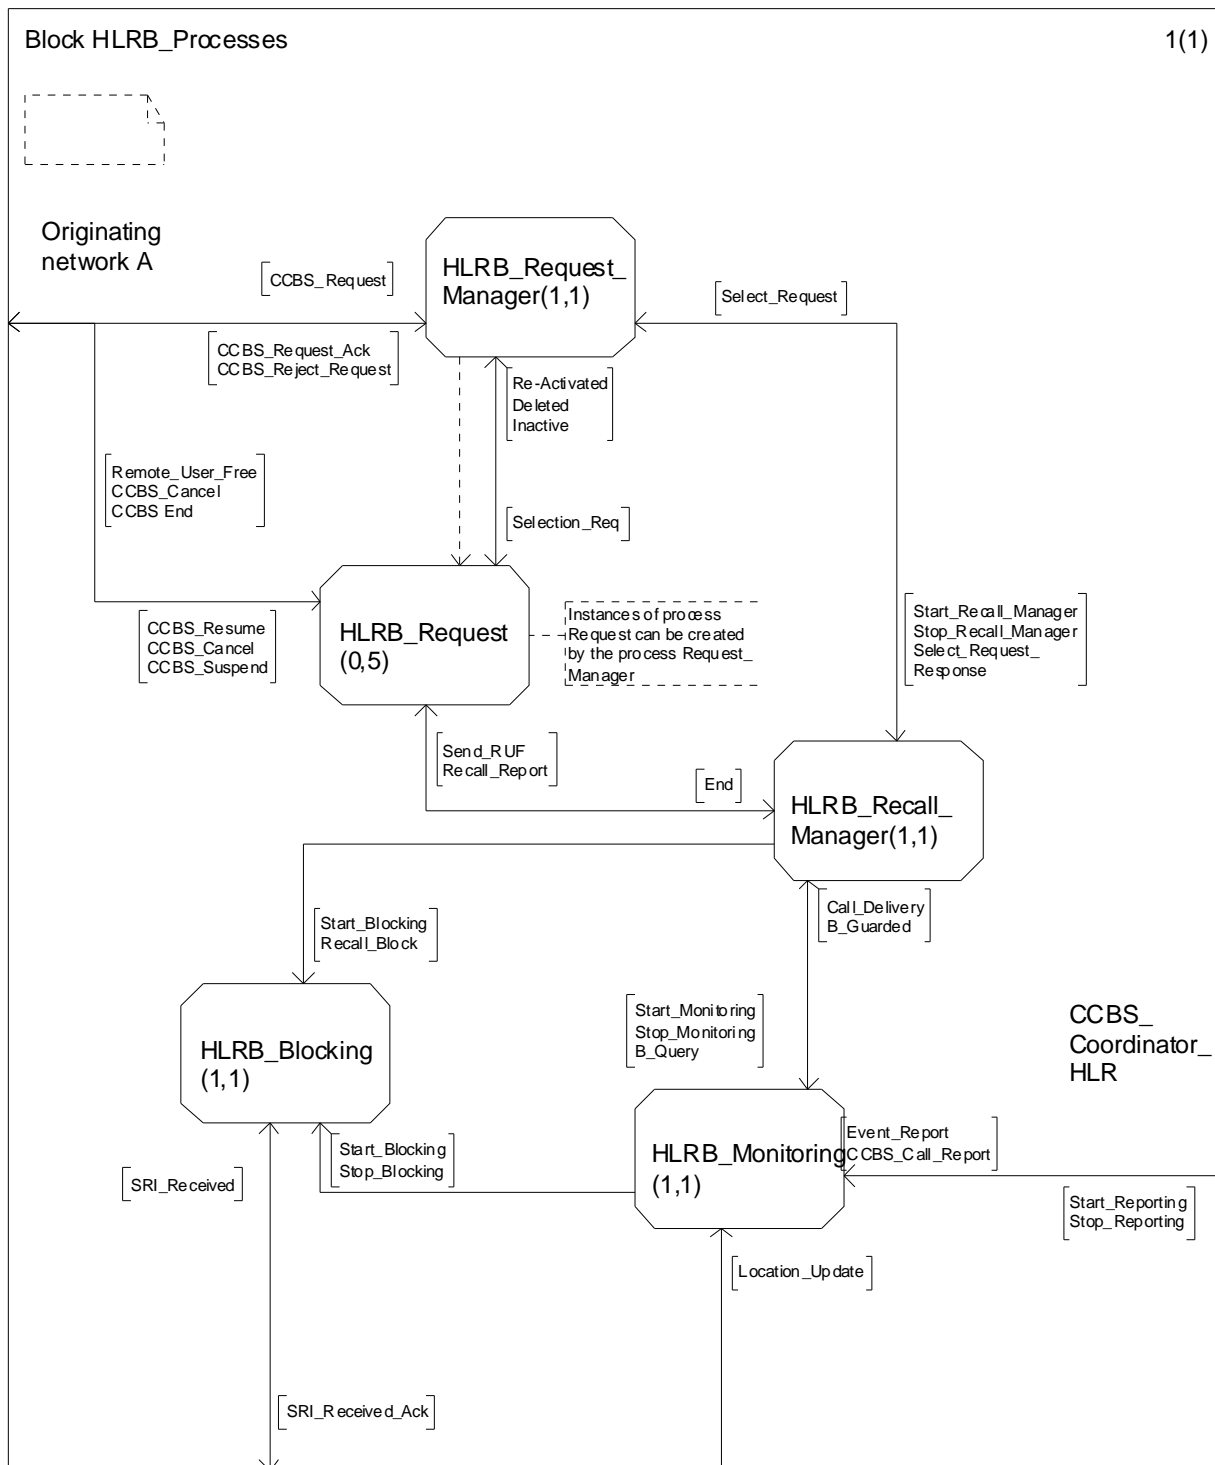 Block HLRB_Processes
1(1)
Originating
network A
CCBS_Request
HLRB_Request_
Manager(1,1)
Select_Request
CCBS_Request_Ack
CCBS_Reject_Request
Re-Activated
Deleted
Inactive
Remote_User_Free
CCBS_Cancel
CCBS End
Selection_Req
CCBS_Resume
CCBS_Cancel
CCBS_Suspend
HLRB_Request
(0,5)
Instances of process
Request can be created
by the process Request_
Manager
Start_Recall_Manager
Stop_Recall_Manager
Select_Request_
Response
Send_RUF
Recall_Report
End
HLRB_Recall_
Manager(1,1)
Start_Blocking
Recall_Block
Call_Delivery
B_Guarded
HLRB_Blocking
(1,1)
Start_Monitoring
Stop_Monitoring
B_Query
CCBS_
Coordinator_
HLR
Start_Blocking
Stop_Blocking
HLRB_Monitoring
(1,1)
Event_Report
CCBS_Call_Report
SRI_Received
Start_Reporting
Stop_Reporting
Location_Update
SRI_Received_Ack